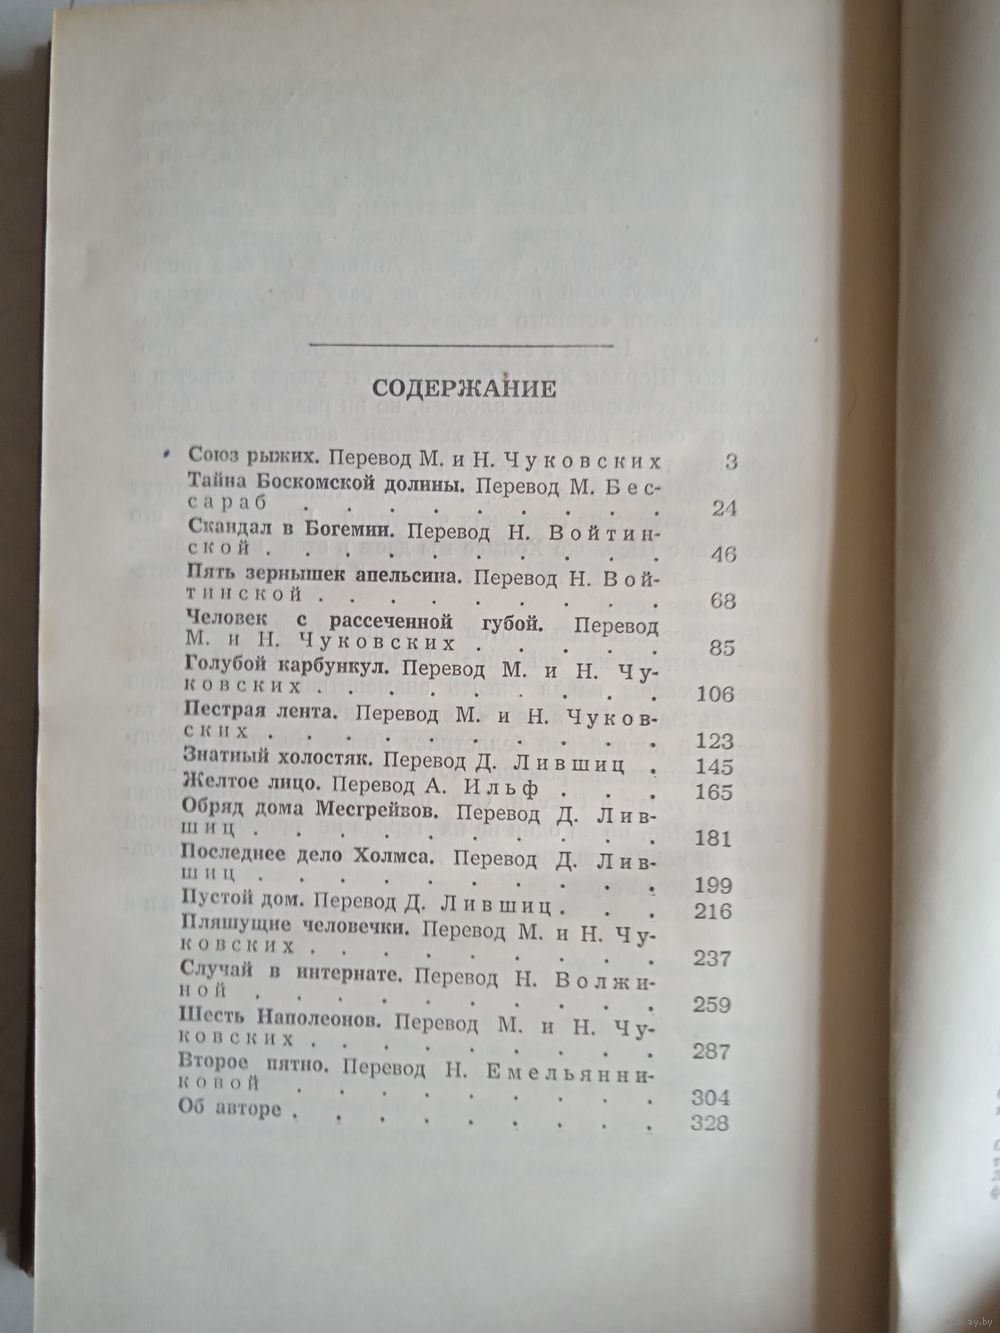 СОДЕРЖАНИЕ
Союз рыжих. Перевод М. и Н. Чуковских 3
Тайна Боскомской долины. Перевод М. Бес-
сараб . . . . . . . . . 24
Скандал в Богемии. Перевод Н. Войтин-
ской . . . . . . . . . . 46
Пять зернышек апельсина. Перевод Н. Вой-
тинской . . . . . . . . . 68
Человек с рассеченной губой. Перевод
М. и Н. Чуковских . . . . . 85
Голубой карбункул. Перевод М. и Н. Чу-
ковских . . . . . . . . . 106
Пестрая лента. Перевод М. и Н. Чуков-
ских . . . . . . . . . . 123
Знатный холостяк. Перевод Д. Лившиц . 145
Желтое лицо. Перевод А. Ильф . . . 165
Обряд дома Месгрейвов. Перевод Д. Лив-
шиц . . . . . . . . . . 181
Последнее дело Холмса. Перевод Д. Лив-
шиц . . . . . . . . . . 199
Пустой дом. Перевод Д. Лившиц . . . 216
Пляшущие человечки. Перевод М. и Н. Чу-
ковских . . . . . . . . . 237
Случай в интернате. Перевод Н. Волжи-
ной . . . . . . . . . . 259
Шесть Наполеонов. Перевод М. и Н. Чу-
ковских . . . . . . . . . 287
Второе пятно. Перевод Н. Емельянни-
ковой . . . . . . . . . 304
Об авторе . . . . . . . . . 328